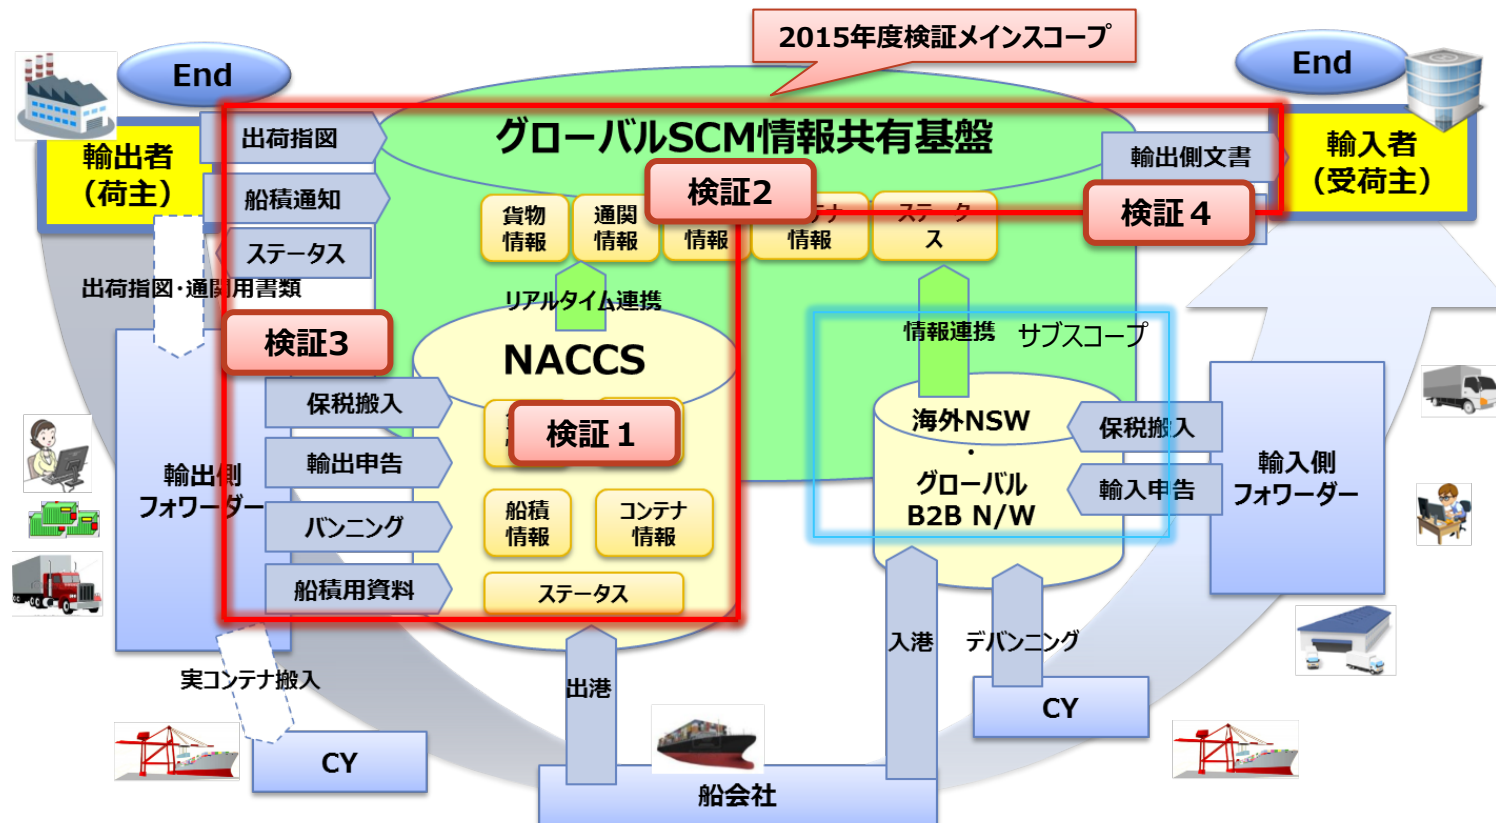 2015年度検証メインスコープ
End
End
グローバルSCM情報共有基盤
輸出者
（荷主）
出荷指図
船積通知
ステータス
輸出側文書
輸入者
（受荷主）
検証2
検証４
貨物
情報
通関
情報
情報
情報
ステータ
ス
出荷指図・通関用書類
リアルタイム連携
情報連携
サブスコープ
検証3
NACCS
検証１
保税搬入
輸出申告
バンニング
船積用資料
輸出側
フォワーダー
船積
情報
コンテナ
情報
ステータス
海外NSW
・
グローバル
B2B N/W
保税搬入
輸入申告
輸入側
フォワーダー
実コンテナ搬入
出港
入港
デバンニング
CY
CY
船会社